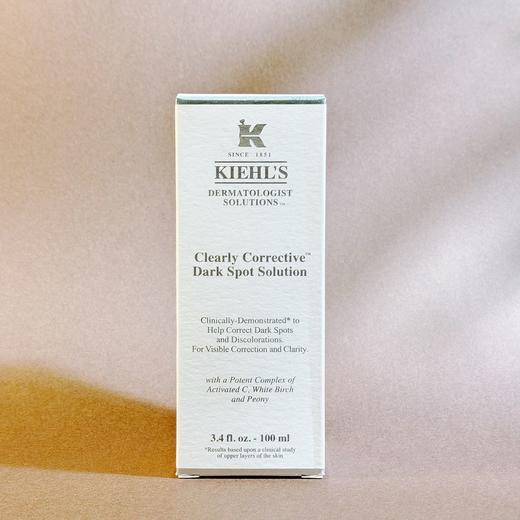 K
SINCE 1851
KIEHL'S
DERMATOLOGIST
SOLUTIONS™
Clearly Corrective™
Dark Spot Solution
Clinically-Demonstrated* to
Help Correct Dark Spots
and Discolorations.
For Visible Correction and Clarity.
with a Potent Complex of
Activated C, White Birch
and Peony
3.4 fl. oz. - 100 ml
*Results based upon a clinical study
of upper layers of the skin.